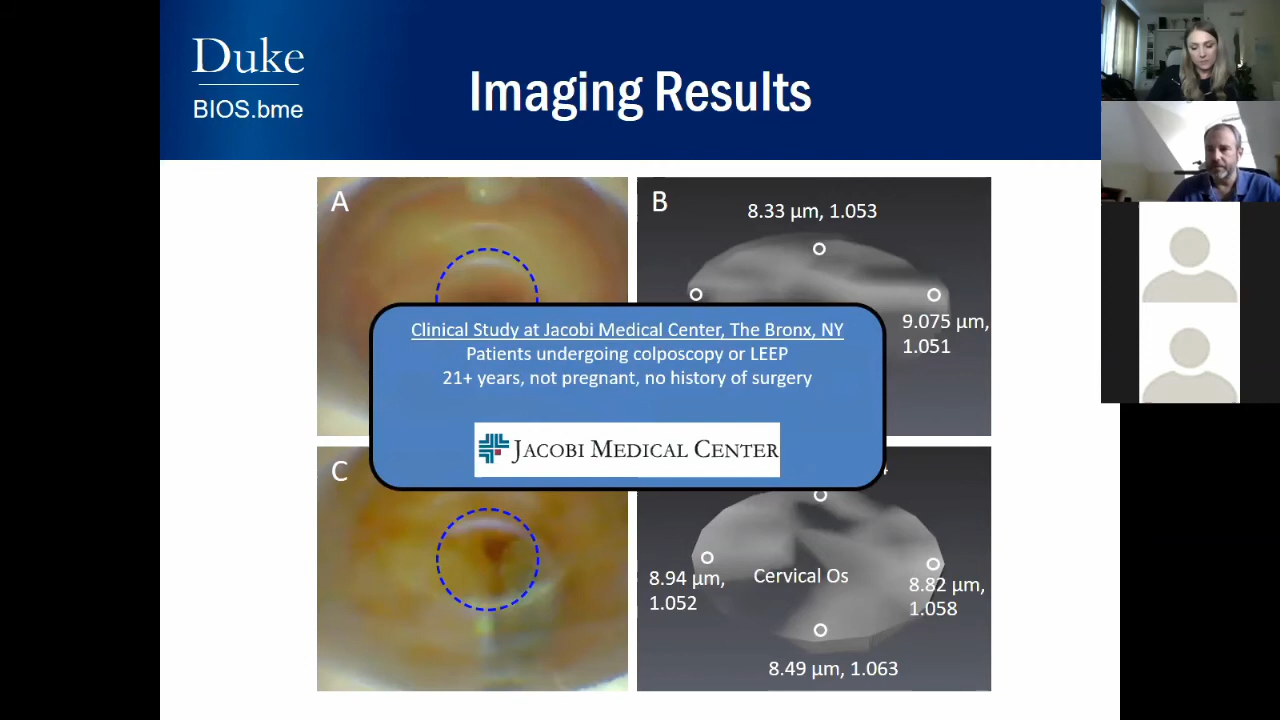 Duke
BIOS.bme
Imaging Results
A
B
8.33 µm, 1.053
9.075 µm,
1.051
Clinical Study at Jacobi Medical Center, The Bronx, NY
Patients undergoing colposcopy or LEEP
21+ years, not pregnant, no history of surgery
JACOBI MEDICAL CENTER
C
8.94 µm,
1.052
Cervical Os
8.82 µm,
1.058
8.49 µm, 1.063